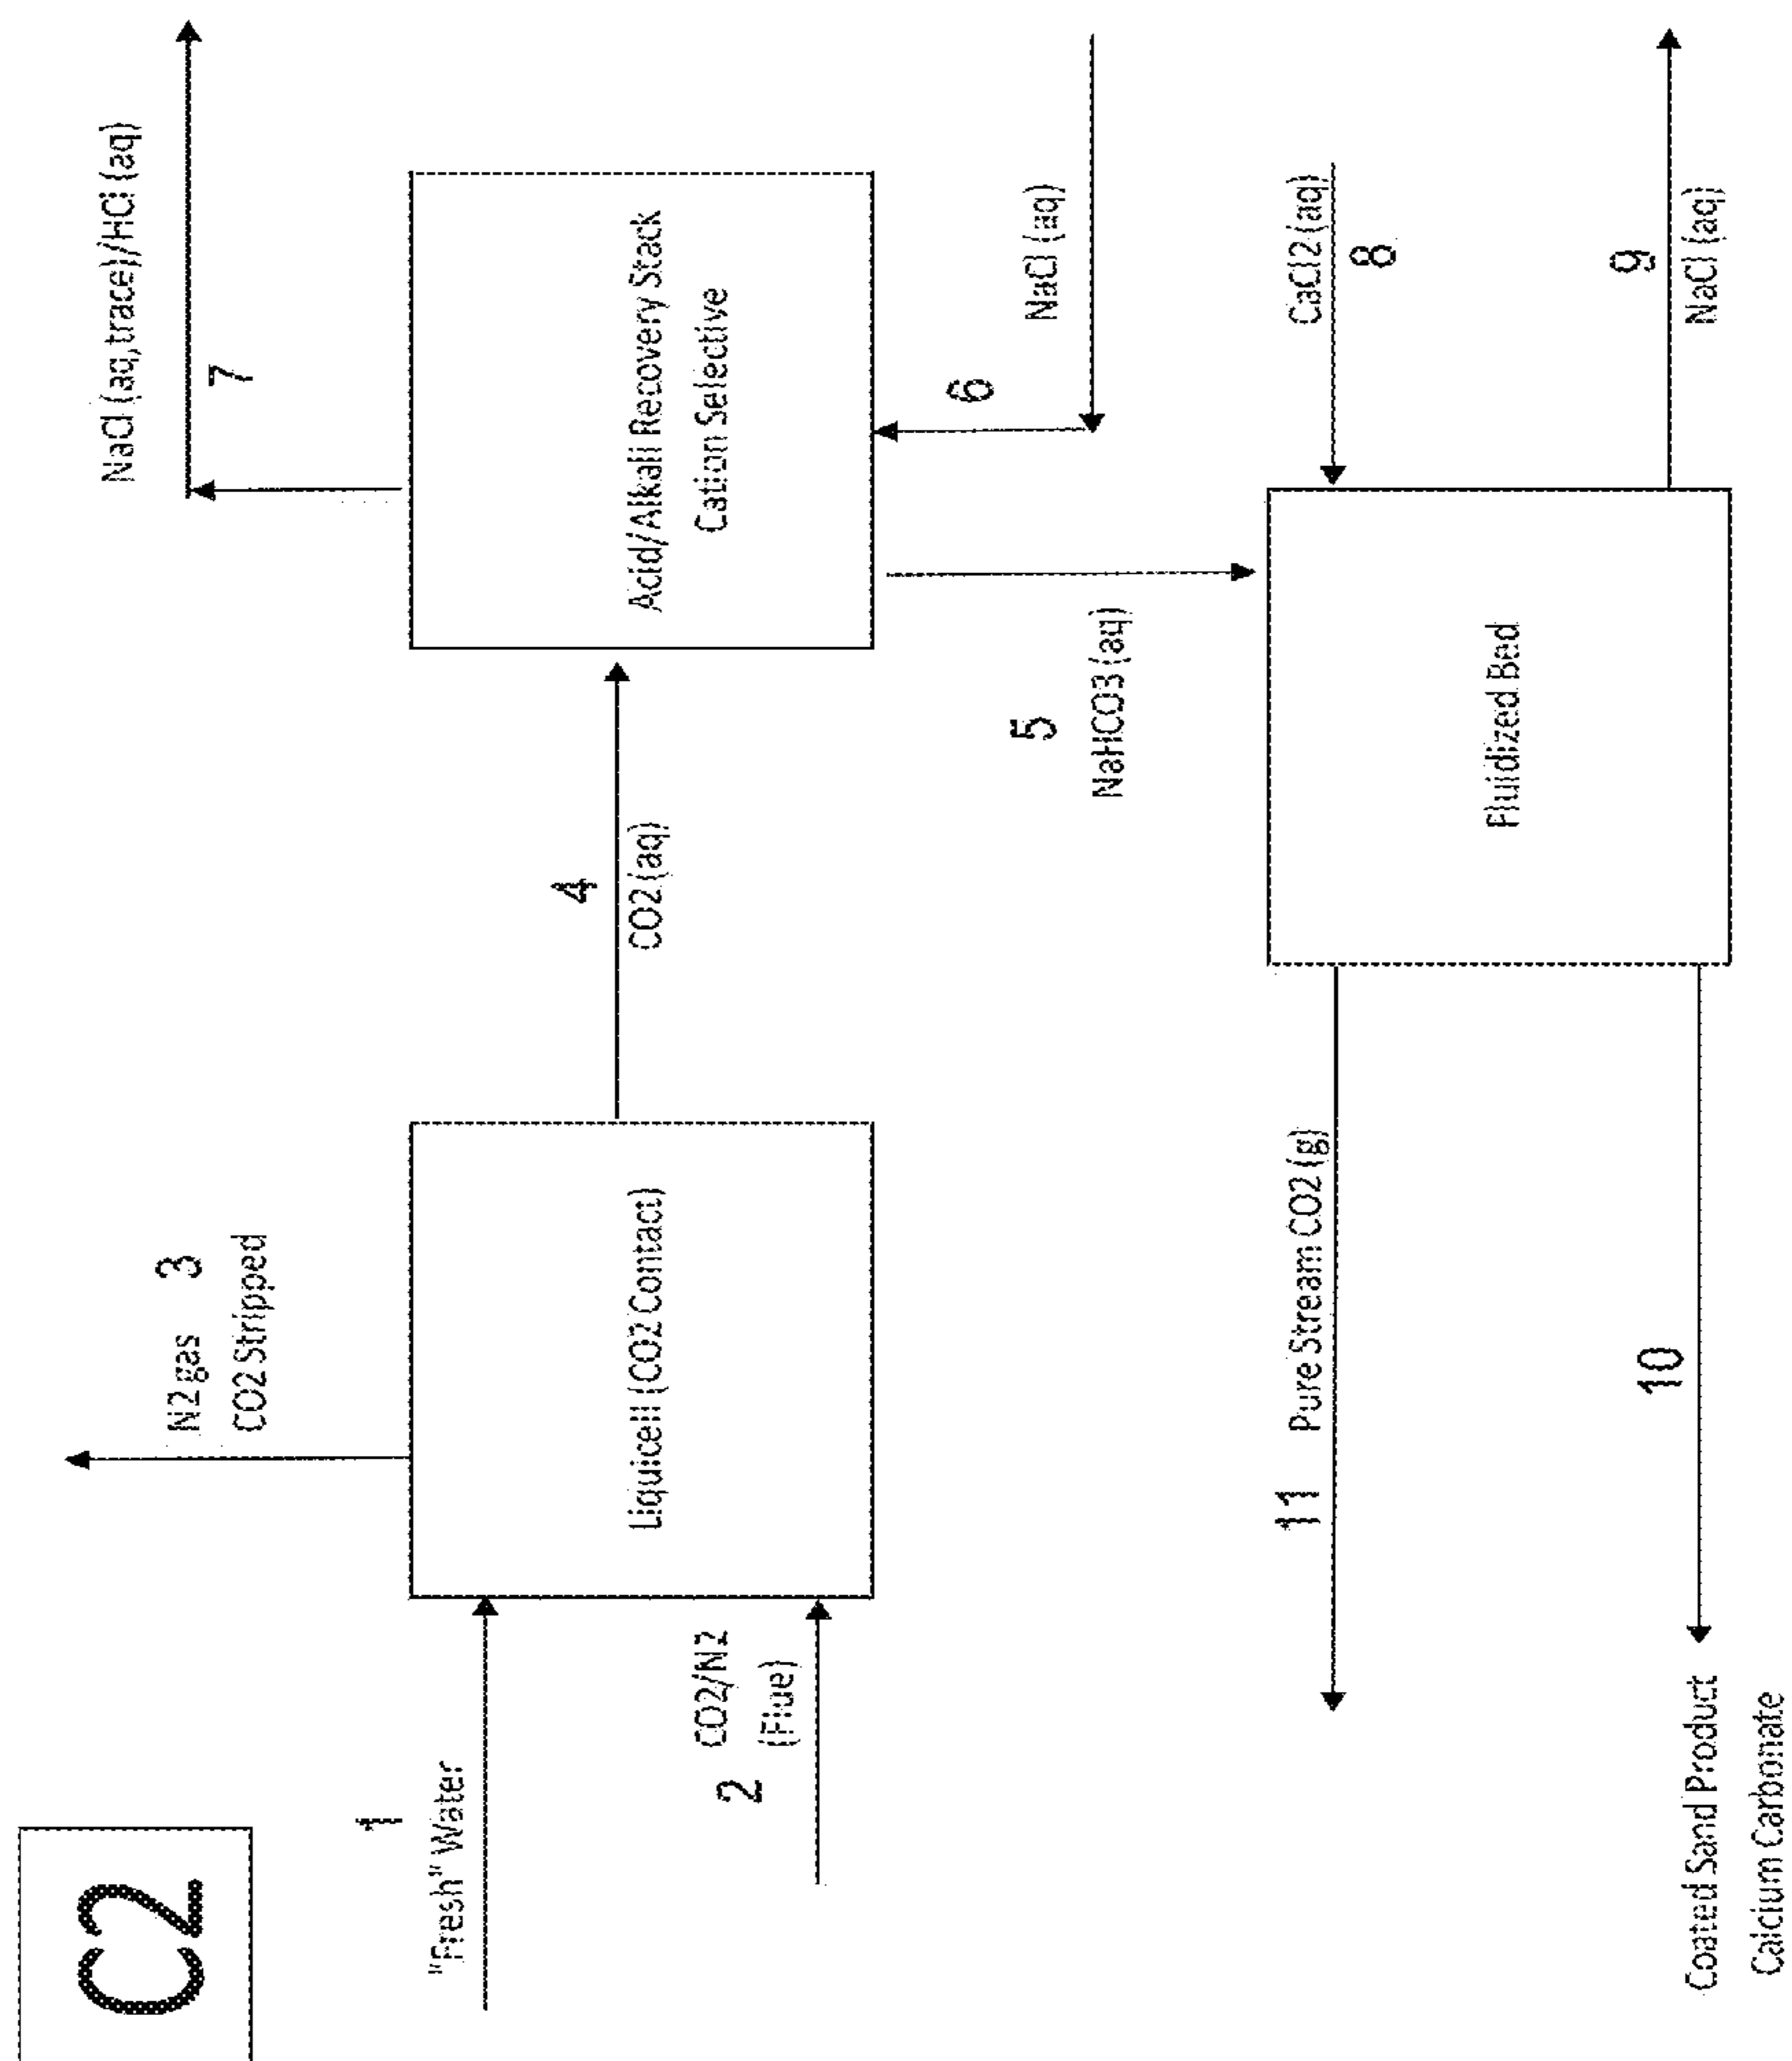 C2
1
"Fresh" Water
2
CO2/N2
(Flue)
N2 gas 3
CO2 Stripped
Liquicell (CO2 Contact)
4
CO2 (aq)
NaCl (aq,trace)/HCl (aq)
7
Acid/Alkali Recovery Stack
Cation Selective
6
NaCl (aq)
5
NaHCO3 (aq)
CaCl2 (aq)
8
Fluidized Bed
9
NaCl (aq)
11 Pure Stream CO2 (g)
10
Coated Sand Product
Calcium Carbonate